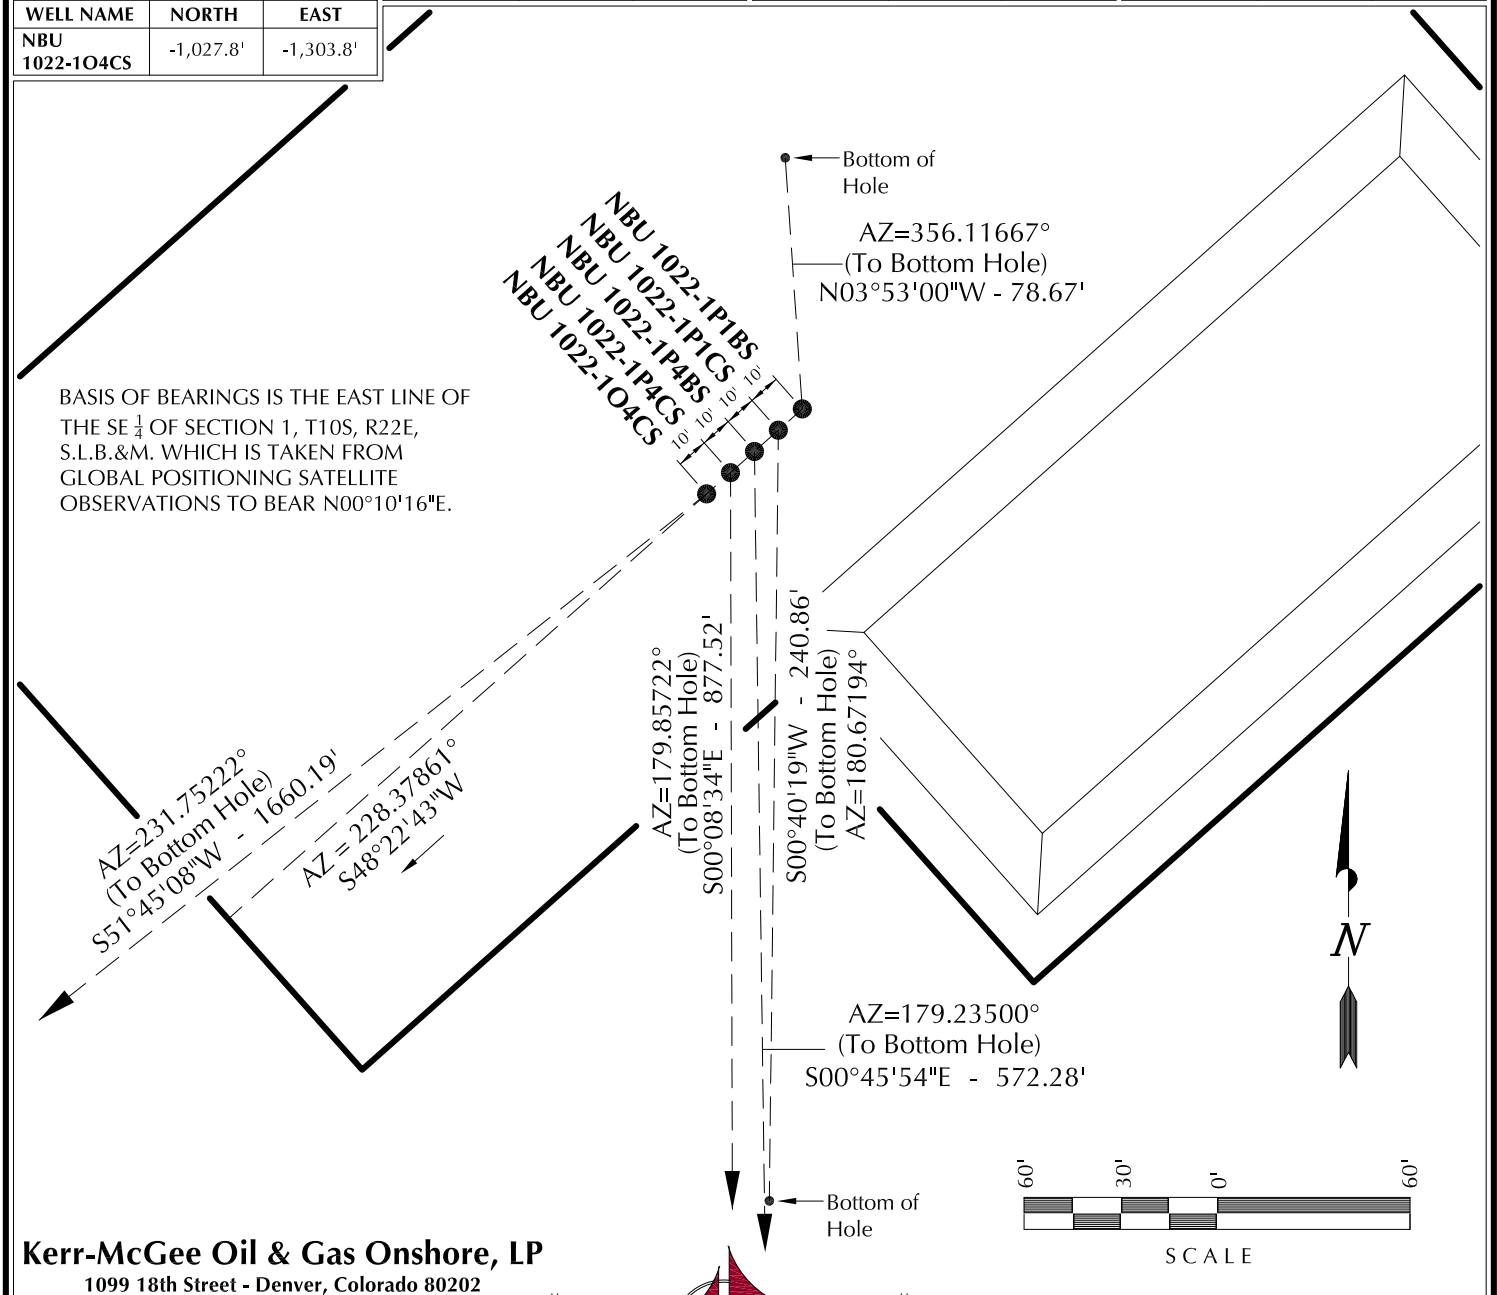 WELL NAME NORTH EAST
NBU
1022-1O4CS -1,027.8' -1,303.8'
Bottom of
Hole
AZ=356.11667°
(To Bottom Hole)
N03°53'00"W - 78.67'
NBU 1022-1P1BS
NBU 1022-1P1CS
NBU 1022-1P4BS
NBU 1022-1P4CS
NBU 1022-1O4CS
10'
10'
10'
10'
BASIS OF BEARINGS IS THE EAST LINE OF
THE SE 1/4 OF SECTION 1, T10S, R22E,
S.L.B.&M. WHICH IS TAKEN FROM
GLOBAL POSITIONING SATELLITE
OBSERVATIONS TO BEAR N00°10'16"E.
AZ=179.85722°
(To Bottom Hole)
S00°08'34"E - 877.52'
S00°40'19"W - 240.86'
(To Bottom Hole)
AZ=180.67194°
AZ=231.75222°
(To Bottom Hole)
S51°45'08"W - 1660.19'
AZ = 228.37861°
S48°22'43"W
N
AZ=179.23500°
(To Bottom Hole)
S00°45'54"E - 572.28'
Bottom of
Hole
60' 30' 0' 60'
SCALE
Kerr-McGee Oil & Gas Onshore, LP
1099 18th Street - Denver, Colorado 80202